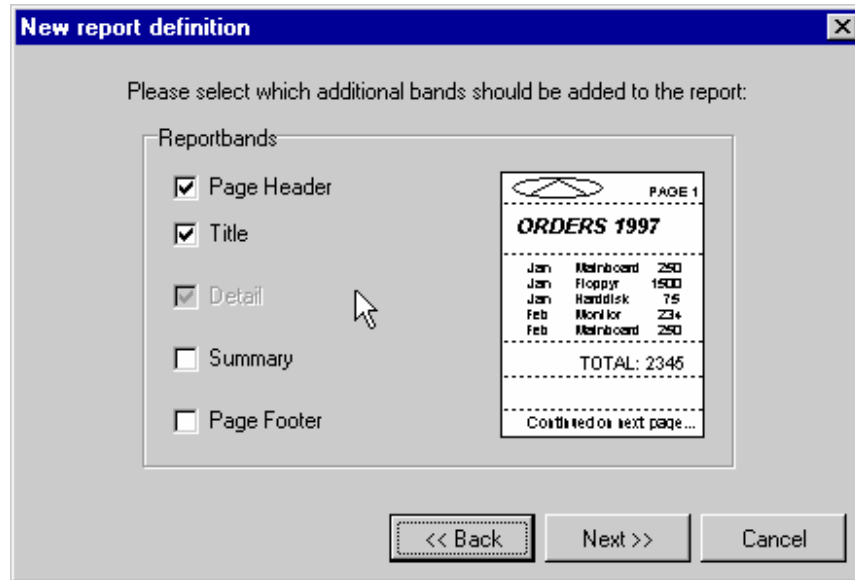 New report definition
Please select which additional bands should be added to the report:
Reportbands
Page Header
Title
Detail
Summary
Page Footer
PAGE 1
ORDERS 1997
Jan Mainboard 250
Jan Floppyr 1500
Jan Harddisk 75
Feb Monitor 234
Feb Mainboard 250
TOTAL: 2345
Continued on next page...
<< Back
Next >>
Cancel